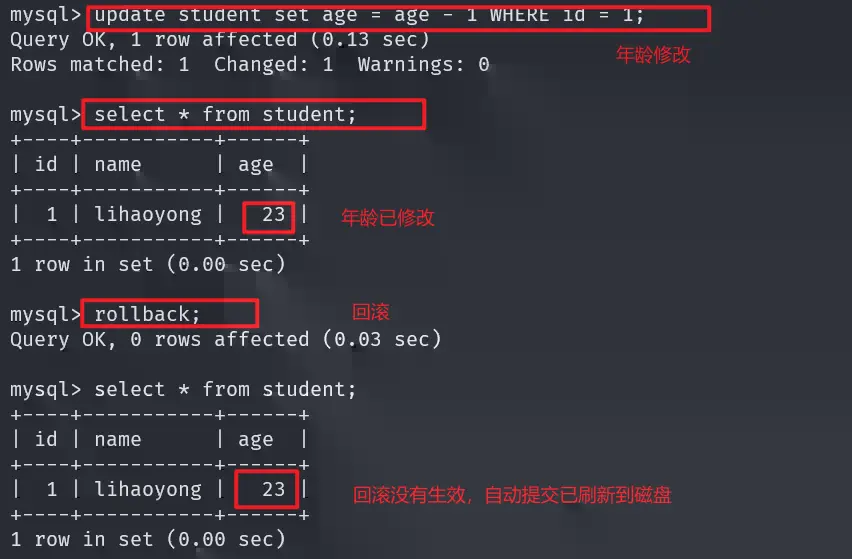 mysql> update student set age = age - 1 WHERE id = 1;
Query OK, 1 row affected (0.13 sec)
年龄修改
Rows matched: 1  Changed: 1  Warnings: 0
mysql> select * from student;
+----+-----------+------+
| id | name      | age  |
+----+-----------+------+
|  1 | lihaoyong |   23 |
年龄已修改
+----+-----------+------+
1 row in set (0.00 sec)
mysql> rollback;
回滚
Query OK, 0 rows affected (0.03 sec)
mysql> select * from student;
+----+-----------+------+
| id | name      | age  |
+----+-----------+------+
|  1 | lihaoyong |   23 |
回滚没有生效，自动提交已刷新到磁盘
+----+-----------+------+
1 row in set (0.00 sec)